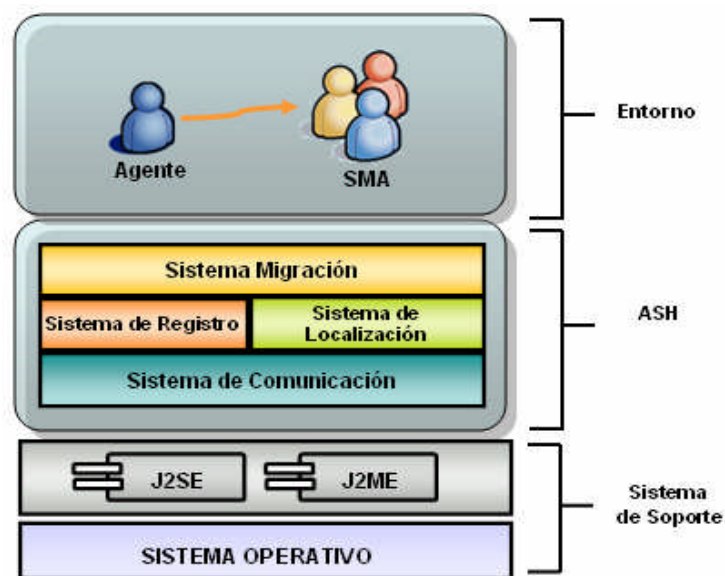 Agente
SMA
Entorno
Sistema Migración
Sistema de Registro
Sistema de
Localización
Sistema de Comunicación
ASH
J2SE
J2ME
SISTEMA OPERATIVO
Sistema
de Soporte